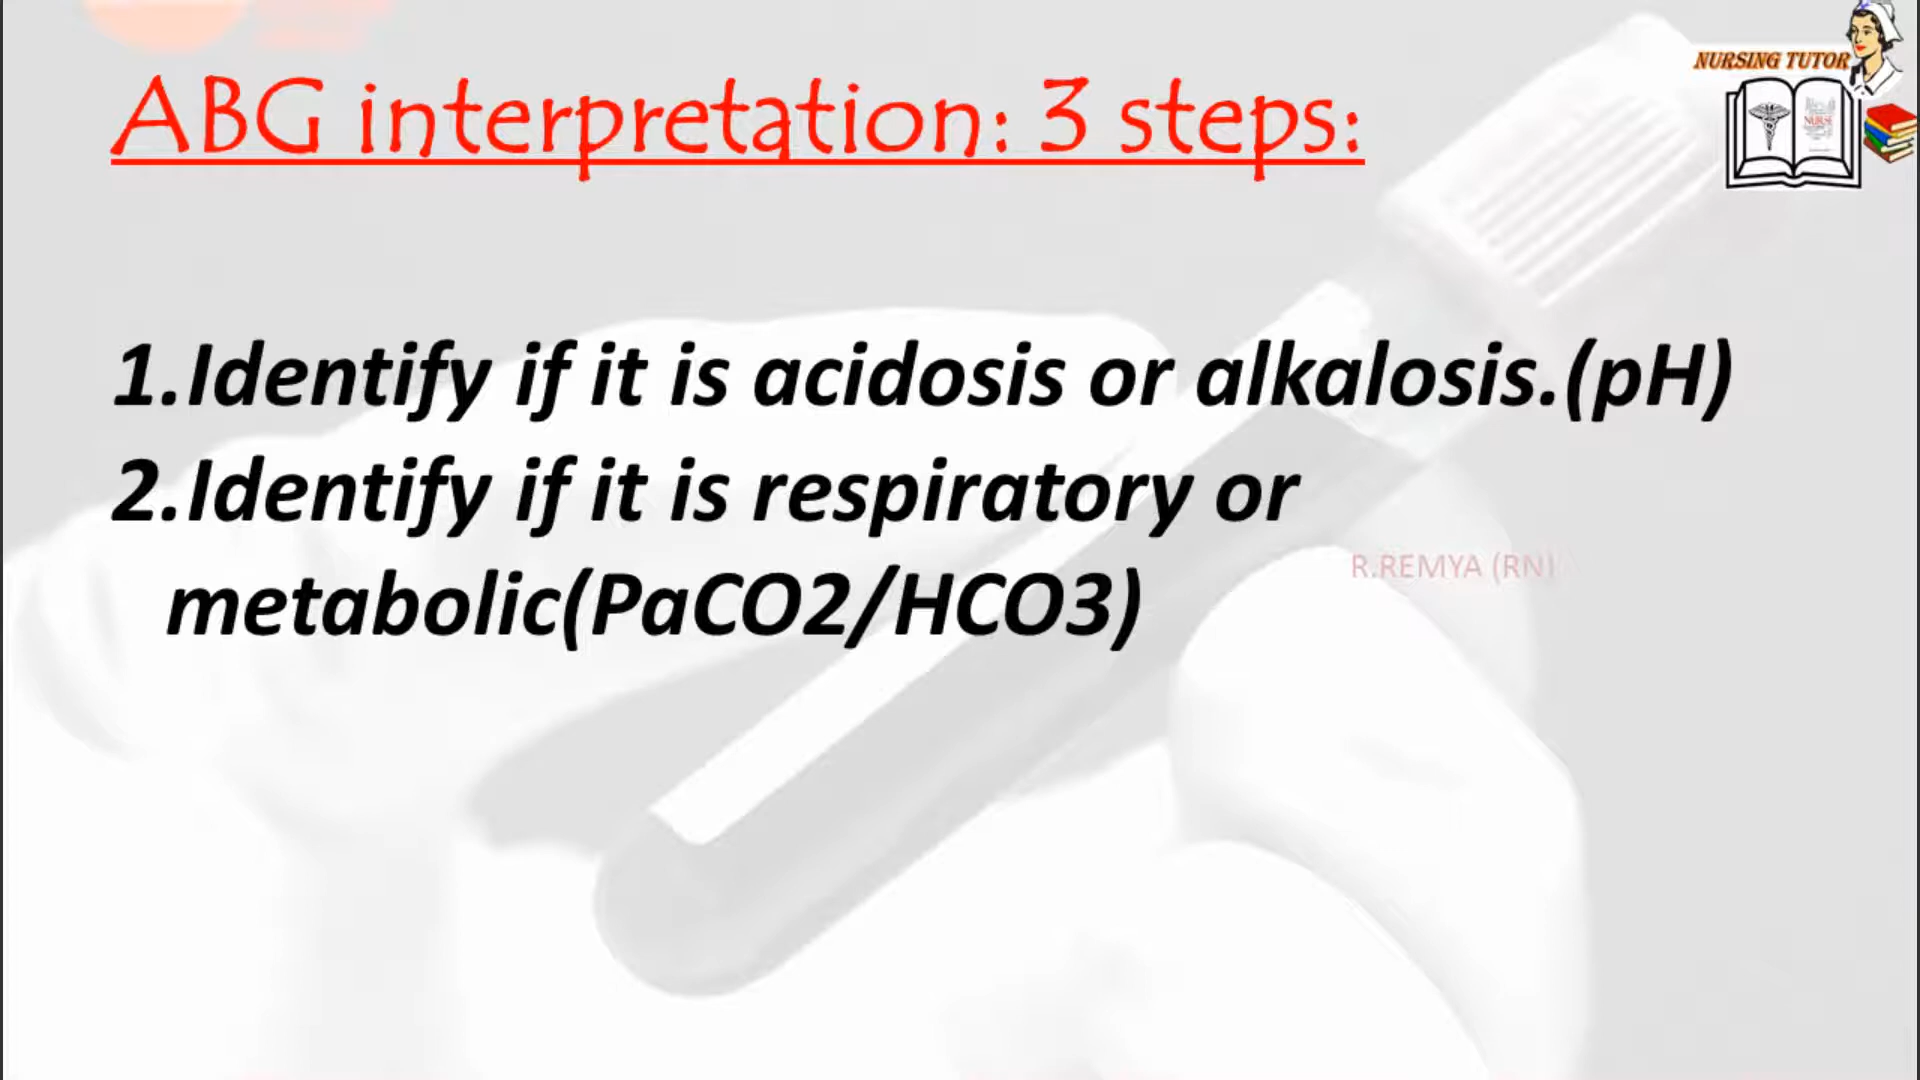 NURSING TUTOR
ABG interpretation: 3 steps:
NURSE
1.Identify if it is acidosis or alkalosis.(pH)
2.Identify if it is respiratory or
R.REMYA (RN)
metabolic(PaCO2/HCO3)